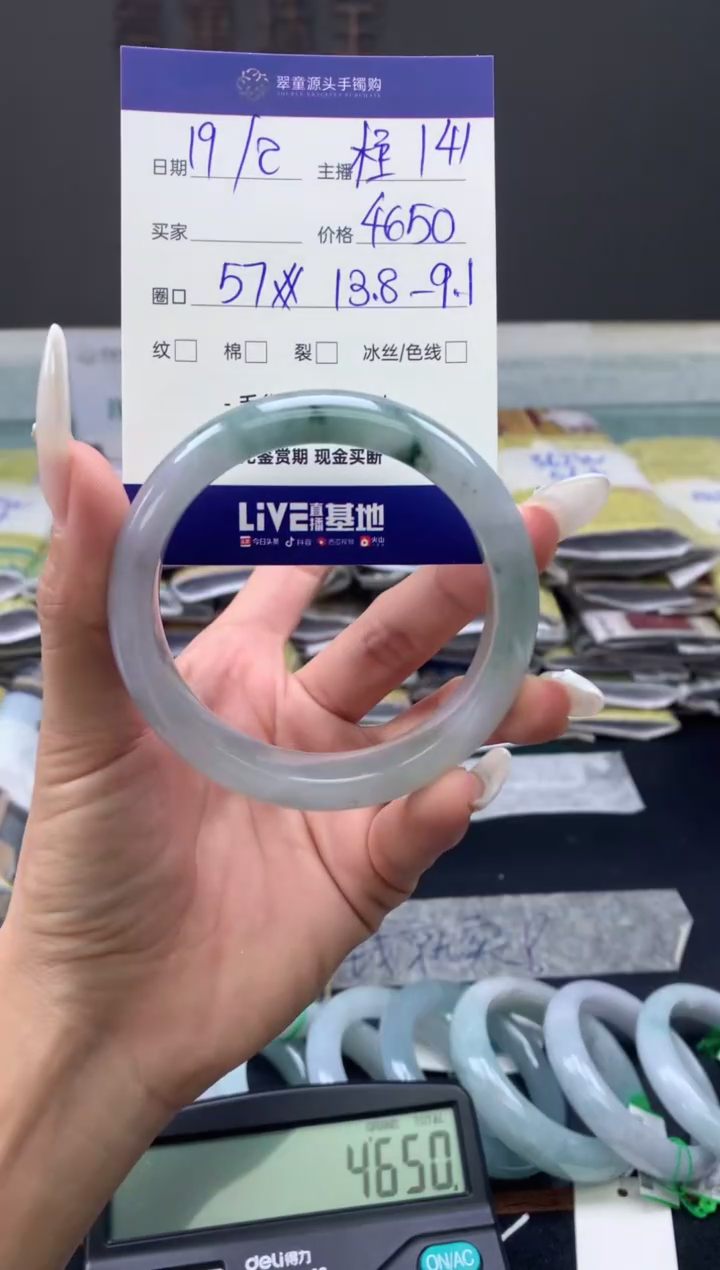 翠童源头手镯购
日期 19/2 主播 桂 141
买家 价格 4650
圈口 57 13.8-9.1
纹 棉 裂 冰丝/色线
鉴赏期 现金买断
LiVE直播基地
今日头条 抖音 西瓜视频 火山
4650.
deli得力
ON/AC